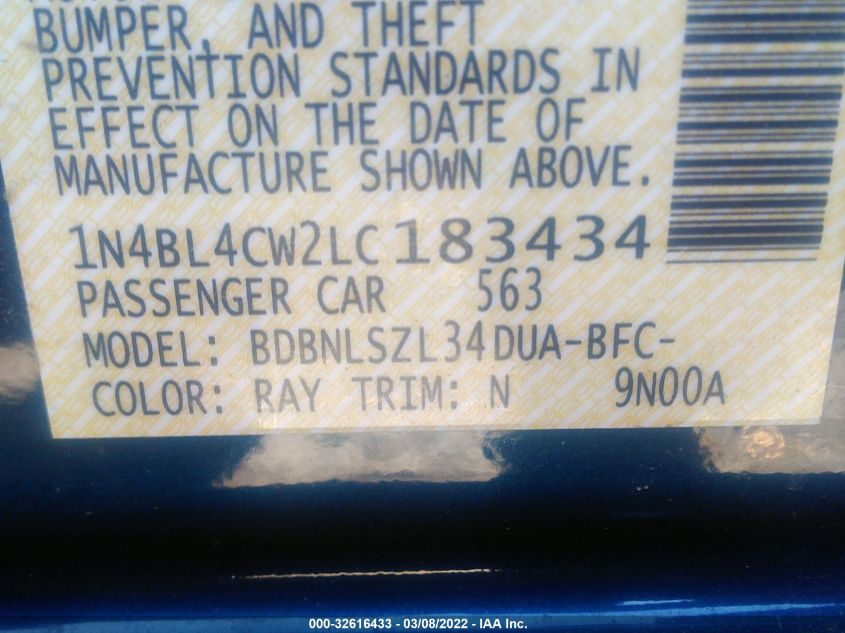 BUMPER, AND THEFT
PREVENTION STANDARDS IN
EFFECT ON THE DATE OF
MANUFACTURE SHOWN ABOVE.
1N4BL4CW2LC183434
PASSENGER CAR 563
MODEL: BDBNLSZL34DUA-BFC-
COLOR: RAY TRIM: N 9N00A
000-32616433 - 03/08/2022 - IAA Inc.